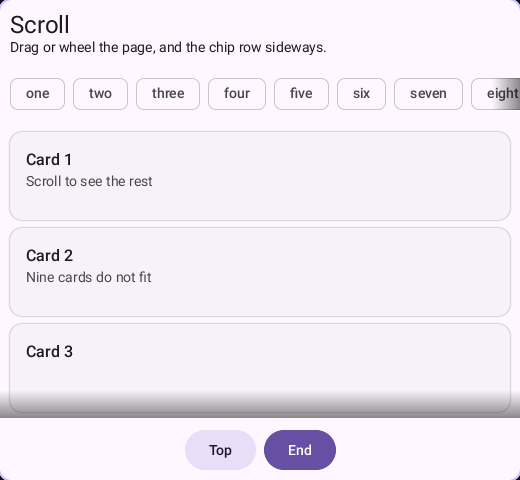 Scroll
Drag or wheel the page, and the chip row sideways.
one two three four five six seven eight
Card 1
Scroll to see the rest
Card 2
Nine cards do not fit
Card 3
Top End